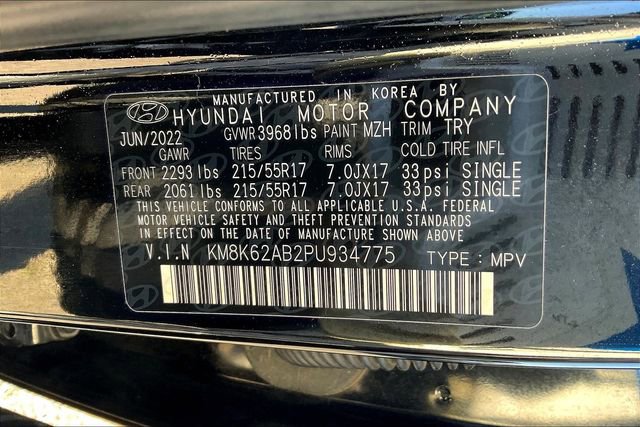 MANUFACTURED IN KOREA BY
HYUNDAI MOTOR COMPANY
JUN/2022 GVWR 3968 lbs PAINT MZH TRIM TRY
GAWR TIRES RIMS COLD TIRE INFL
FRONT 2293 lbs 215/55R17 7.0JX17 33 psi SINGLE
REAR 2061 lbs 215/55R17 7.0JX17 33 psi SINGLE
THIS VEHICLE CONFORMS TO ALL APPLICABLE U.S.A. FEDERAL
MOTOR VEHICLE SAFETY AND THEFT PREVENTION STANDARDS
IN EFFECT ON THE DATE OF MANUFACTURE SHOWN ABOVE
V.I.N KM8K62AB2PU934775 TYPE : MPV